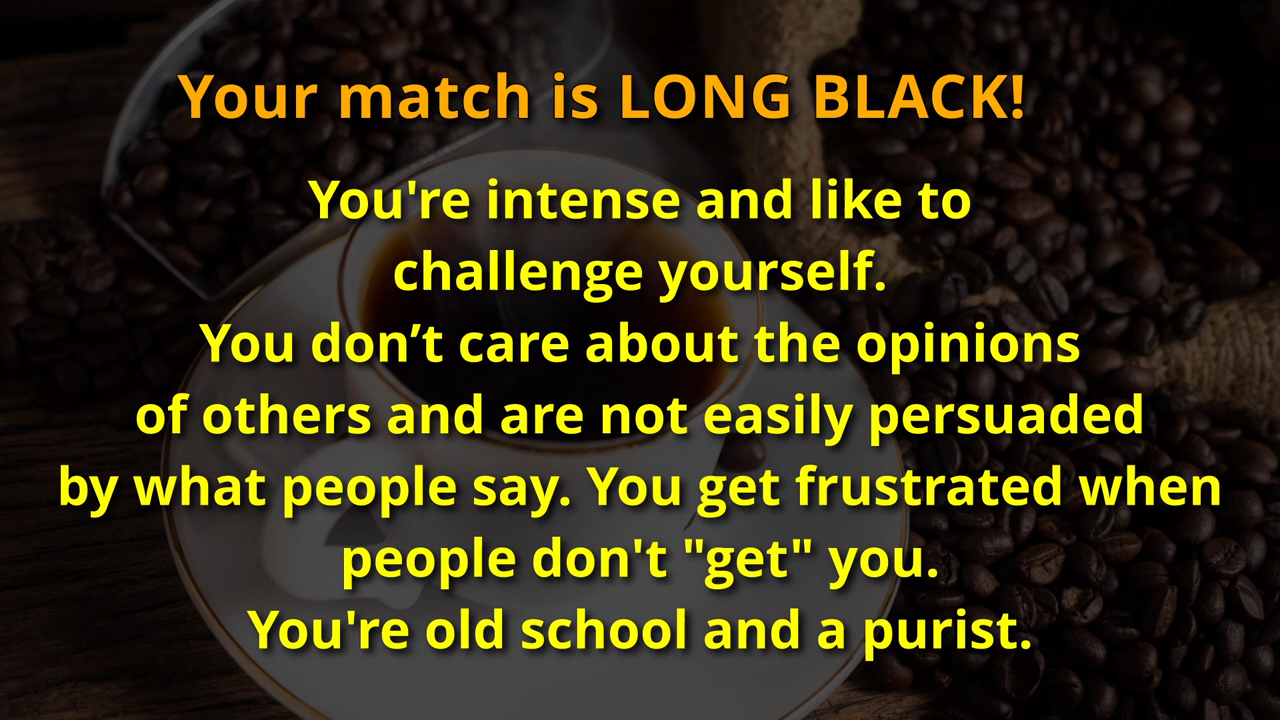 Your match is LONG BLACK!
You're intense and like to
challenge yourself.
You don’t care about the opinions
of others and are not easily persuaded
by what people say. You get frustrated when
people don't "get" you.
You're old school and a purist.